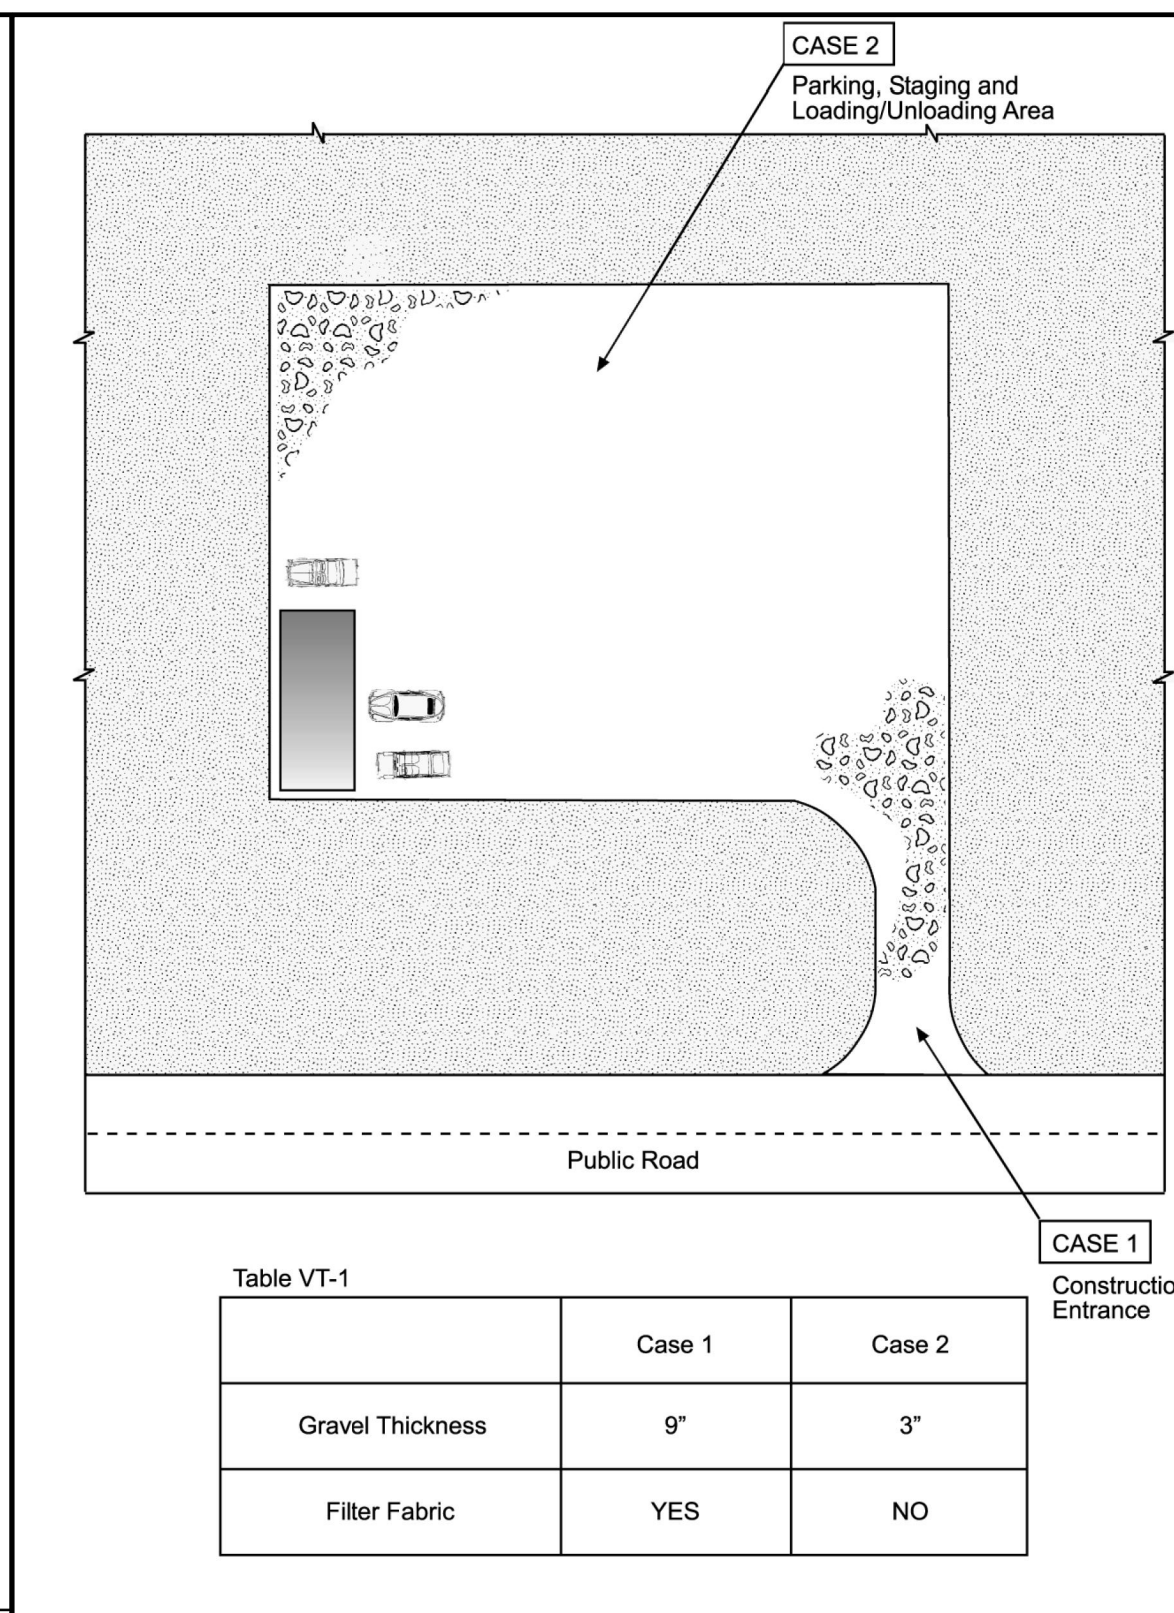 CASE 2
Parking, Staging and
Loading/Unloading Area
Public Road
CASE 1
Constructio
Entrance
Table VT-1
Case 1 Case 2
Gravel Thickness 9” 3”
Filter Fabric YES NO